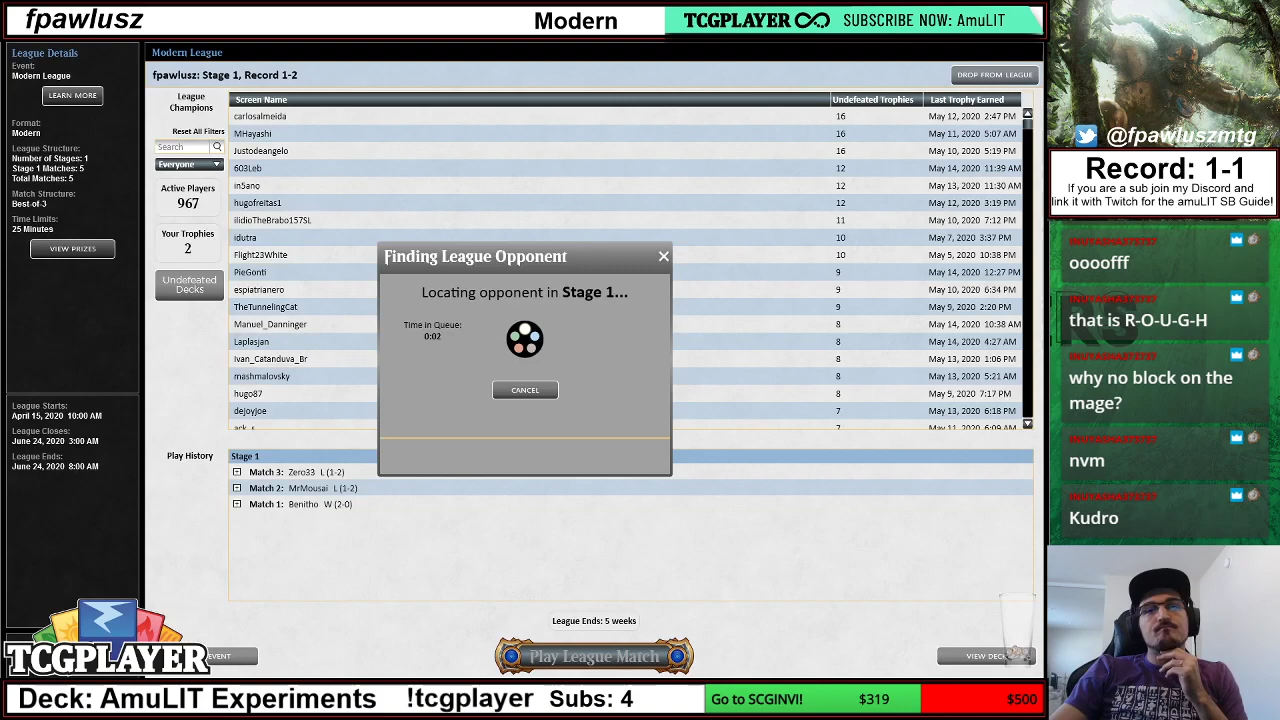 fpawlusz
Modern
TCGPLAYER SUBSCRIBE NOW: AmuLIT
League Details
Event:
Modern League
LEARN MORE
Format:
Modern
League Structure:
Number of Stages: 1
Stage 1 Matches: 5
Total Matches: 5
Match Structure:
Best-of-3
Time Limits:
25 Minutes
VIEW PRIZES
League Starts:
April 15, 2020 10:00 AM
League Closes:
June 24, 2020 3:00 AM
League Ends:
June 24, 2020 8:00 AM
Modern League
fpawlusz: Stage 1, Record 1-2
DROP FROM LEAGUE
League
Champions
Reset All Filters
Search
Everyone
Active Players
967
Your Trophies
2
Undefeated
Decks
Screen Name Undefeated Trophies Last Trophy Earned
carlosalmeida 16 May 12, 2020 2:47 PM
MHayashi 16 May 11, 2020 5:07 AM
Justodeangelo 16 May 10, 2020 5:19 PM
603Leb 12 May 14, 2020 11:39 AM
in5ano 12 May 13, 2020 11:30 AM
hugofreitas1 12 May 12, 2020 3:19 PM
ilidioTheBrabo157SL 11 May 10, 2020 7:12 PM
idutra 10 May 7, 2020 3:37 PM
Flight23White 10 May 5, 2020 10:38 PM
PieGonti 9 May 14, 2020 12:27 PM
espiatrianero 9 May 10, 2020 6:34 PM
TheTunnelingCat 9 May 9, 2020 2:20 PM
Manuel_Danninger 8 May 14, 2020 10:38 AM
Laplasjan 8 May 14, 2020 4:27 AM
Ivan_Catanduva_Br 8 May 13, 2020 1:06 PM
mashmalovsky 8 May 13, 2020 5:21 AM
hugo87 8 May 9, 2020 7:17 PM
dejoyjoe 7 May 13, 2020 6:18 PM
7 May 11, 2020 6:09 AM
Finding League Opponent
Locating opponent in Stage 1...
Time in Queue:
0:02
CANCEL
Play History
Stage 1
Match 3: Zero33 L (1-2)
Match 2: MrMousai L (1-2)
Match 1: Benitho W (2-0)
League Ends: 5 weeks
Play League Match
EVENT
VIEW DECK
TCGPLAYER
@fpawluszmtg
Record: 1-1
If you are a sub join my Discord and
link it with Twitch for the amuLIT SB Guide!
oooofff
that is R-O-U-G-H
why no block on the
mage?
nvm
Kudro
Deck: AmuLIT Experiments !tcgplayer Subs: 4
Go to SCGINVI! $319 $500